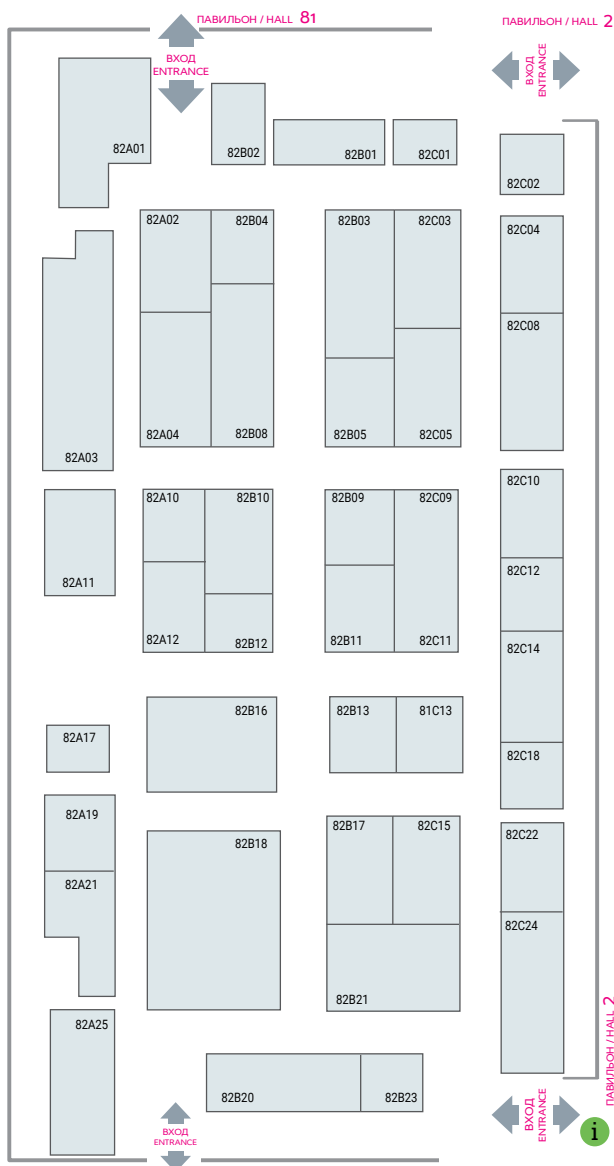 ПАВИЛЬОН / HALL 81
ПАВИЛЬОН / HALL 2
ВХОД
ENTRANCE
ВХОД
ENTRANCE
82A01
82B02
82B01
82C01
82C02
82A02
82B04
82B03
82C03
82C04
82C08
82A04
82B08
82B05
82C05
82A03
82C10
82A10
82B10
82B09
82C09
82C12
82A11
82A12
82B12
82B11
82C11
82C14
82B16
82B13
81C13
82A17
82C18
82A19
82B17
82C15
82C22
82B18
82A21
82C24
82B21
82A25
82B20
82B23
ПАВИЛЬОН / HALL 2
ВХОД
ENTRANCE
ВХОД
ENTRANCE
i